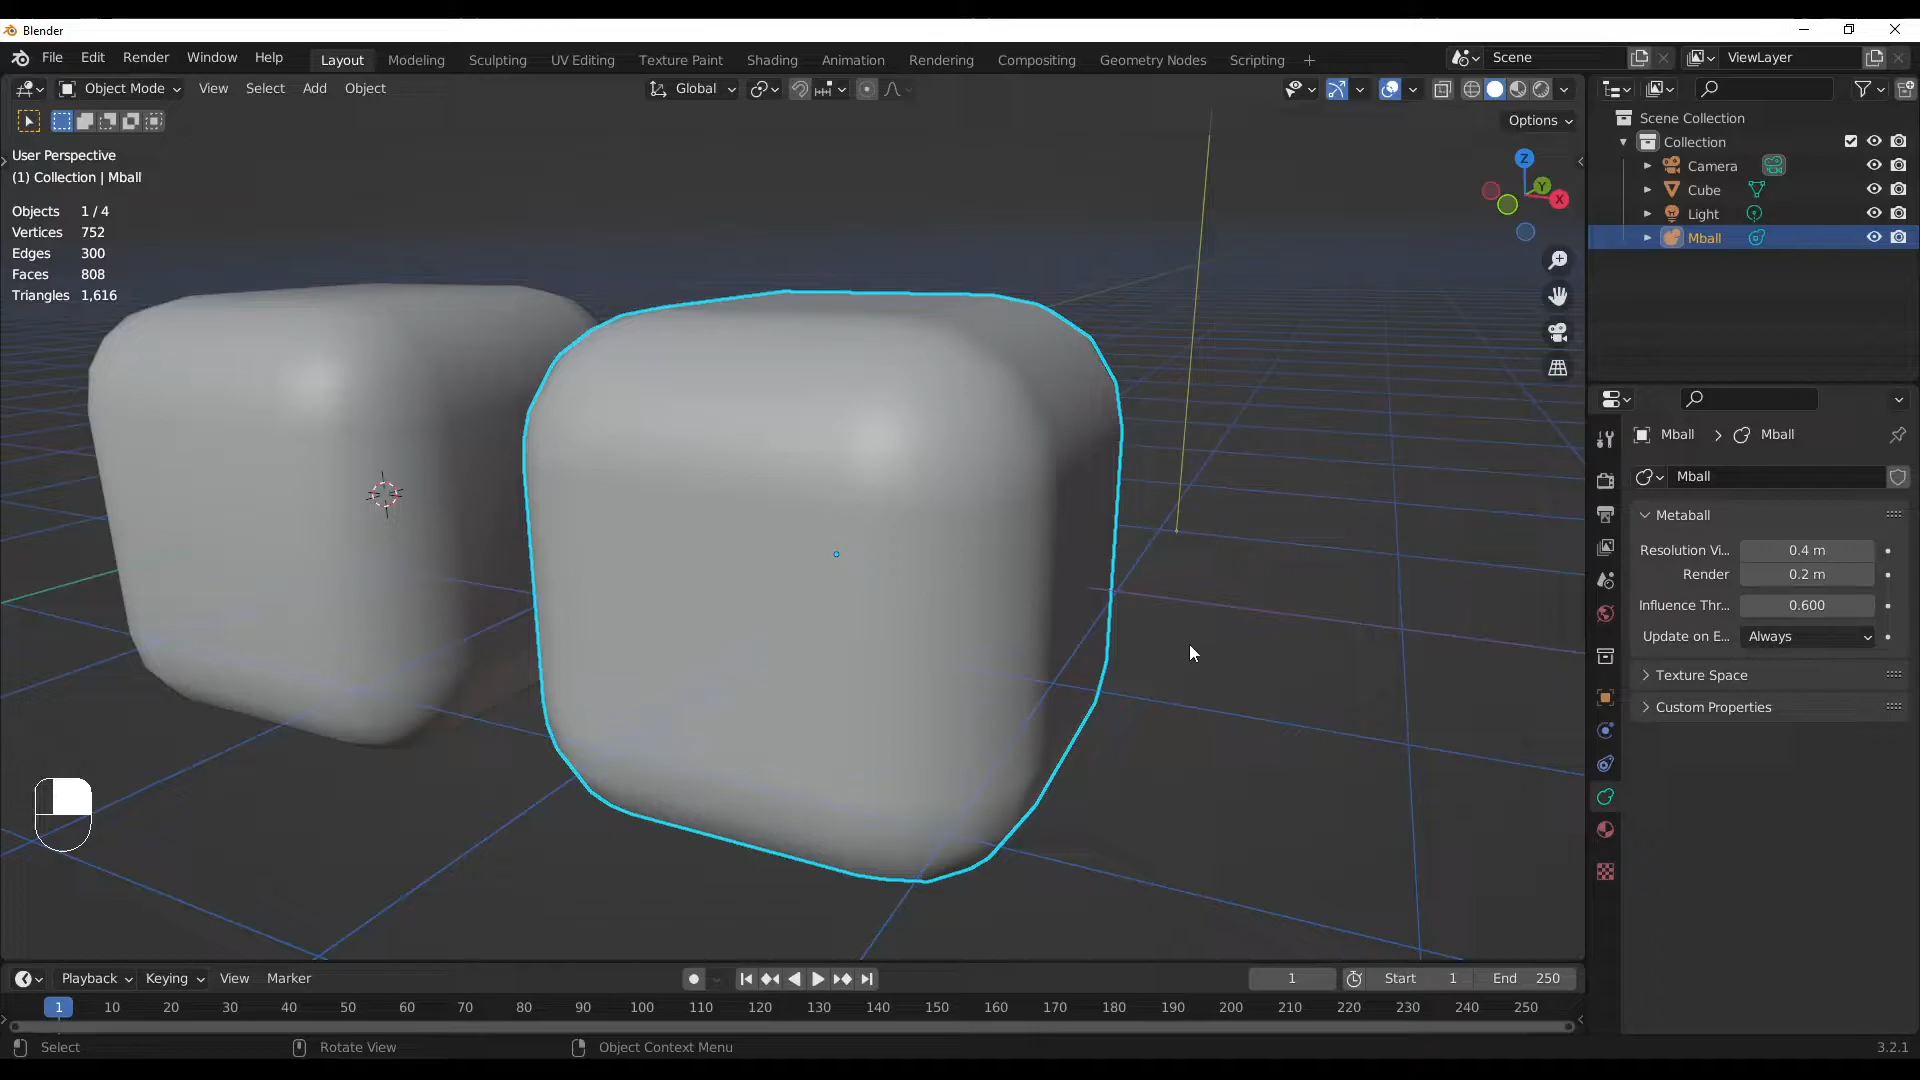 Blender
File Edit Render Window Help Layout Modeling Sculpting UV Editing Texture Paint Shading Animation Rendering Compositing Geometry Nodes Scripting + Scene ViewLayer
Object Mode View Select Add Object Global
Options
User Perspective
(1) Collection | Mball
Objects 1 / 4
Vertices 752
Edges 300
Faces 808
Triangles 1,616
Z
Y
X
Scene Collection
Collection
Camera
Cube
Light
Mball
Mball > Mball
Mball
Metaball
Resolution Vi... 0.4 m
Render 0.2 m
Influence Thr... 0.600
Update on E... Always
Texture Space
Custom Properties
Playback Keying View Marker 1 Start 1 End 250
1 10 20 30 40 50 60 70 80 90 100 110 120 130 140 150 160 170 180 190 200 210 220 230 240 250
Select Rotate View Object Context Menu 3.2.1